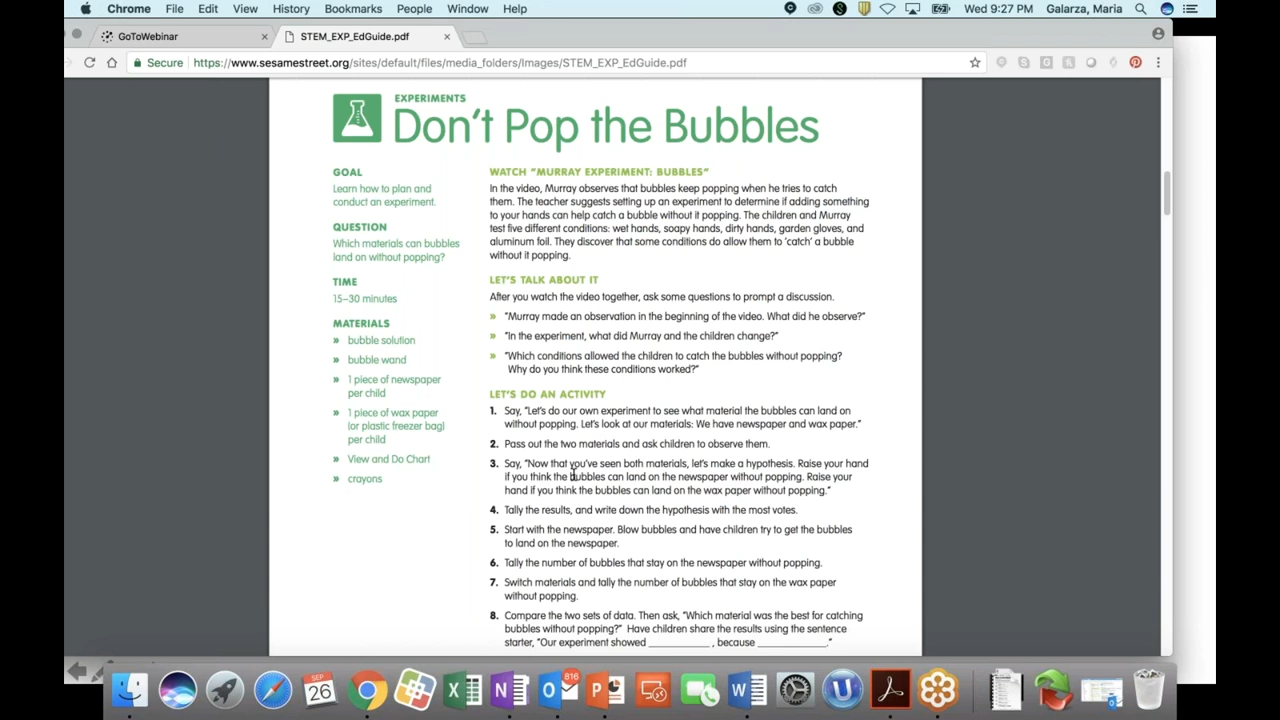 Chrome File Edit View History Bookmarks People Window Help Wed 9:27 PM Galarza, Maria
GoToWebinar × STEM_EXP_EdGuide.pdf ×
Secure https://www.sesamestreet.org/sites/default/files/media_folders/Images/STEM_EXP_EdGuide.pdf
EXPERIMENTS
Don't Pop the Bubbles
GOAL
Learn how to plan and
conduct an experiment.
QUESTION
Which materials can bubbles
land on without popping?
TIME
15–30 minutes
MATERIALS
» bubble solution
» bubble wand
» 1 piece of newspaper
per child
» 1 piece of wax paper
(or plastic freezer bag)
per child
» View and Do Chart
» crayons
WATCH "MURRAY EXPERIMENT: BUBBLES"
In the video, Murray observes that bubbles keep popping when he tries to catch
them. The teacher suggests setting up an experiment to determine if adding something
to your hands can help catch a bubble without it popping. The children and Murray
test five different conditions: wet hands, soapy hands, dirty hands, garden gloves, and
aluminum foil. They discover that some conditions do allow them to 'catch' a bubble
without it popping.
LET'S TALK ABOUT IT
After you watch the video together, ask some questions to prompt a discussion.
» "Murray made an observation in the beginning of the video. What did he observe?"
» "In the experiment, what did Murray and the children change?"
» "Which conditions allowed the children to catch the bubbles without popping?
Why do you think these conditions worked?"
LET'S DO AN ACTIVITY
1. Say, "Let's do our own experiment to see what material the bubbles can land on
without popping. Let's look at our materials: We have newspaper and wax paper."
2. Pass out the two materials and ask children to observe them.
3. Say, "Now that you've seen both materials, let's make a hypothesis. Raise your hand
if you think the bubbles can land on the newspaper without popping. Raise your
hand if you think the bubbles can land on the wax paper without popping."
4. Tally the results, and write down the hypothesis with the most votes.
5. Start with the newspaper. Blow bubbles and have children try to get the bubbles
to land on the newspaper.
6. Tally the number of bubbles that stay on the newspaper without popping.
7. Switch materials and tally the number of bubbles that stay on the wax paper
without popping.
8. Compare the two sets of data. Then ask, "Which material was the best for catching
bubbles without popping?" Have children share the results using the sentence
starter, "Our experiment showed ____________, because ______________."
SEP
26
816